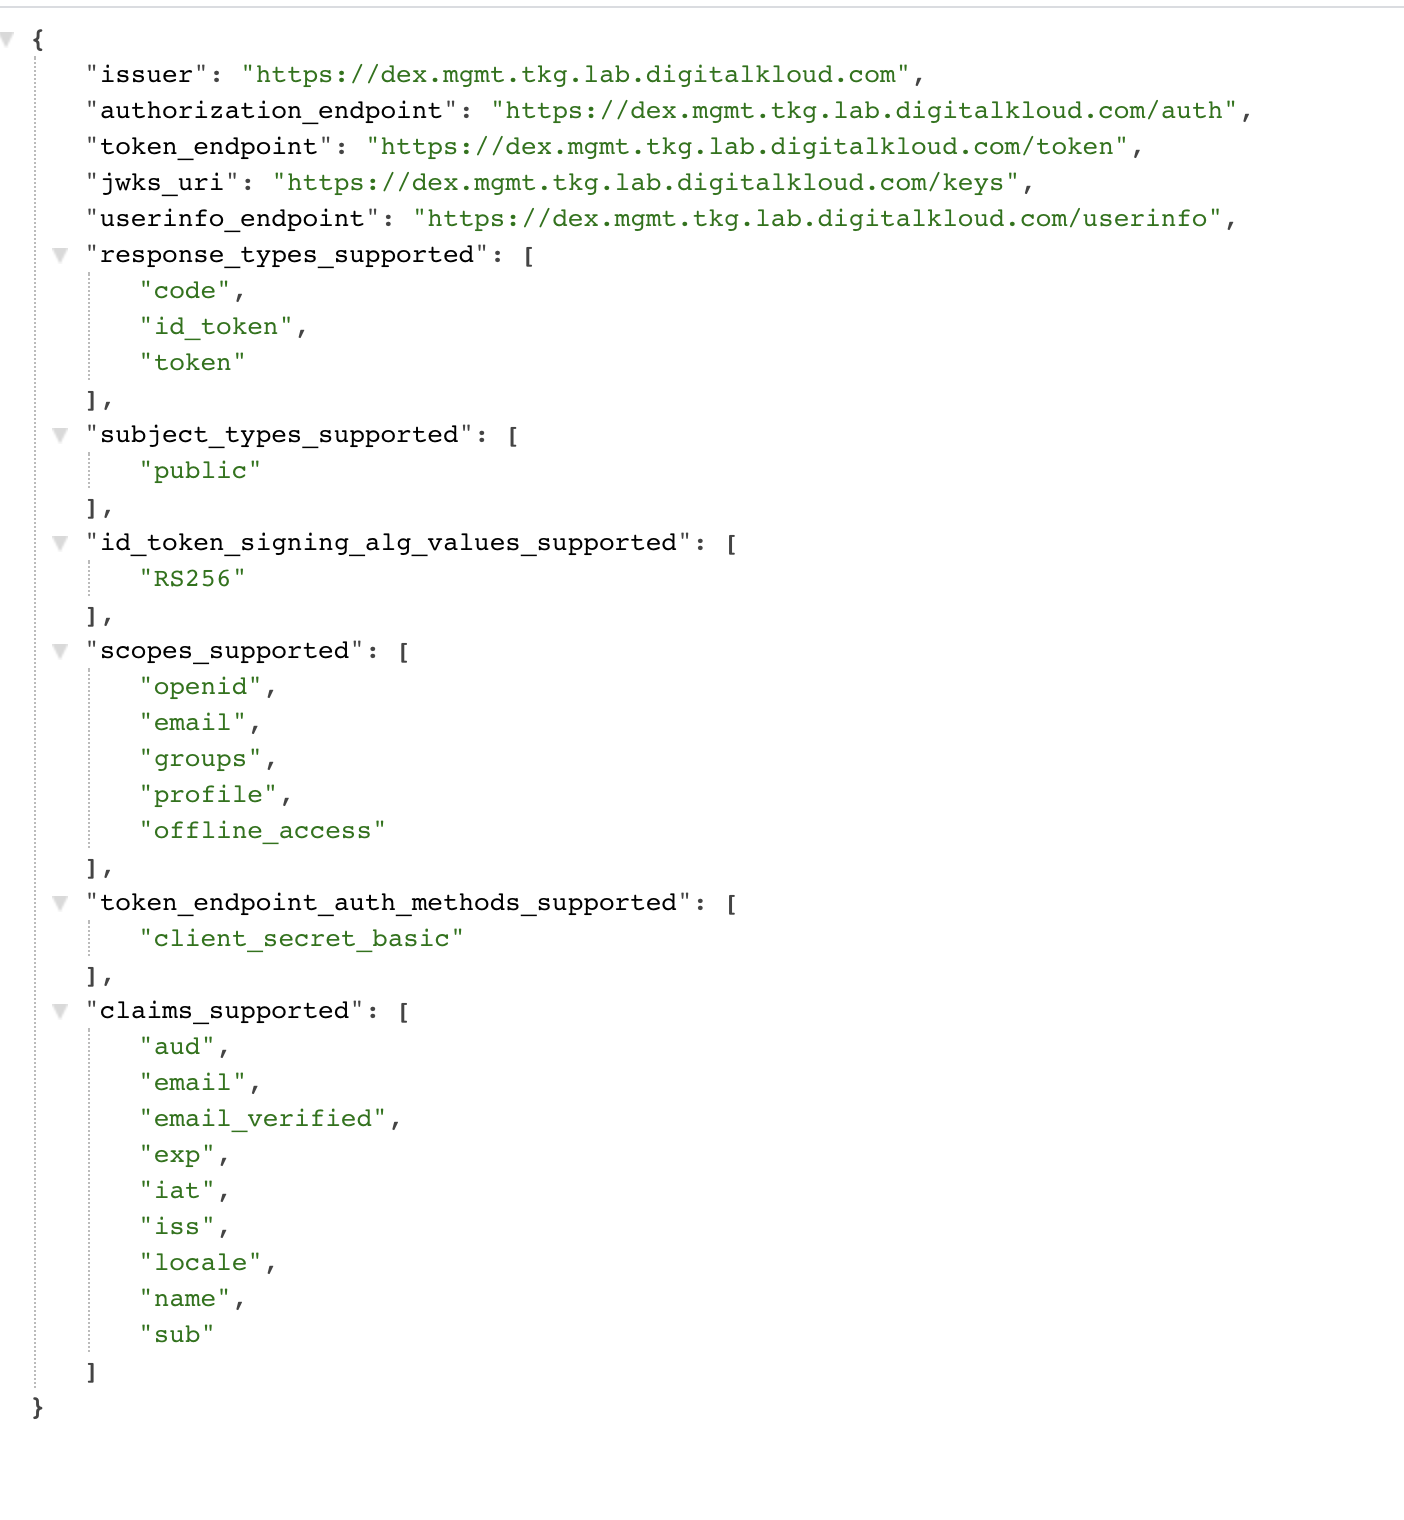 {
"issuer": "https://dex.mgmt.tkg.lab.digitalkloud.com",
"authorization_endpoint": "https://dex.mgmt.tkg.lab.digitalkloud.com/auth",
"token_endpoint": "https://dex.mgmt.tkg.lab.digitalkloud.com/token",
"jwks_uri": "https://dex.mgmt.tkg.lab.digitalkloud.com/keys",
"userinfo_endpoint": "https://dex.mgmt.tkg.lab.digitalkloud.com/userinfo",
"response_types_supported": [
"code",
"id_token",
"token"
],
"subject_types_supported": [
"public"
],
"id_token_signing_alg_values_supported": [
"RS256"
],
"scopes_supported": [
"openid",
"email",
"groups",
"profile",
"offline_access"
],
"token_endpoint_auth_methods_supported": [
"client_secret_basic"
],
"claims_supported": [
"aud",
"email",
"email_verified",
"exp",
"iat",
"iss",
"locale",
"name",
"sub"
]
}